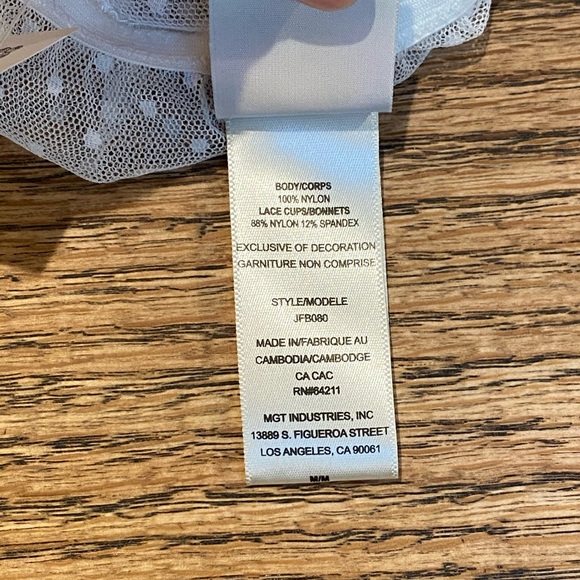 BODY/CORPS
100% NYLON
LACE CUPS/BONNETS
88% NYLON 12% SPANDEX
EXCLUSIVE OF DECORATION
GARNITURE NON COMPRISE
STYLE/MODELE
JFB080
MADE IN/FABRIQUE AU
CAMBODIA/CAMBODGE
CA CAC
RN#64211
MGT INDUSTRIES, INC
13889 S. FIGUEROA STREET
LOS ANGELES, CA 90061
M/M